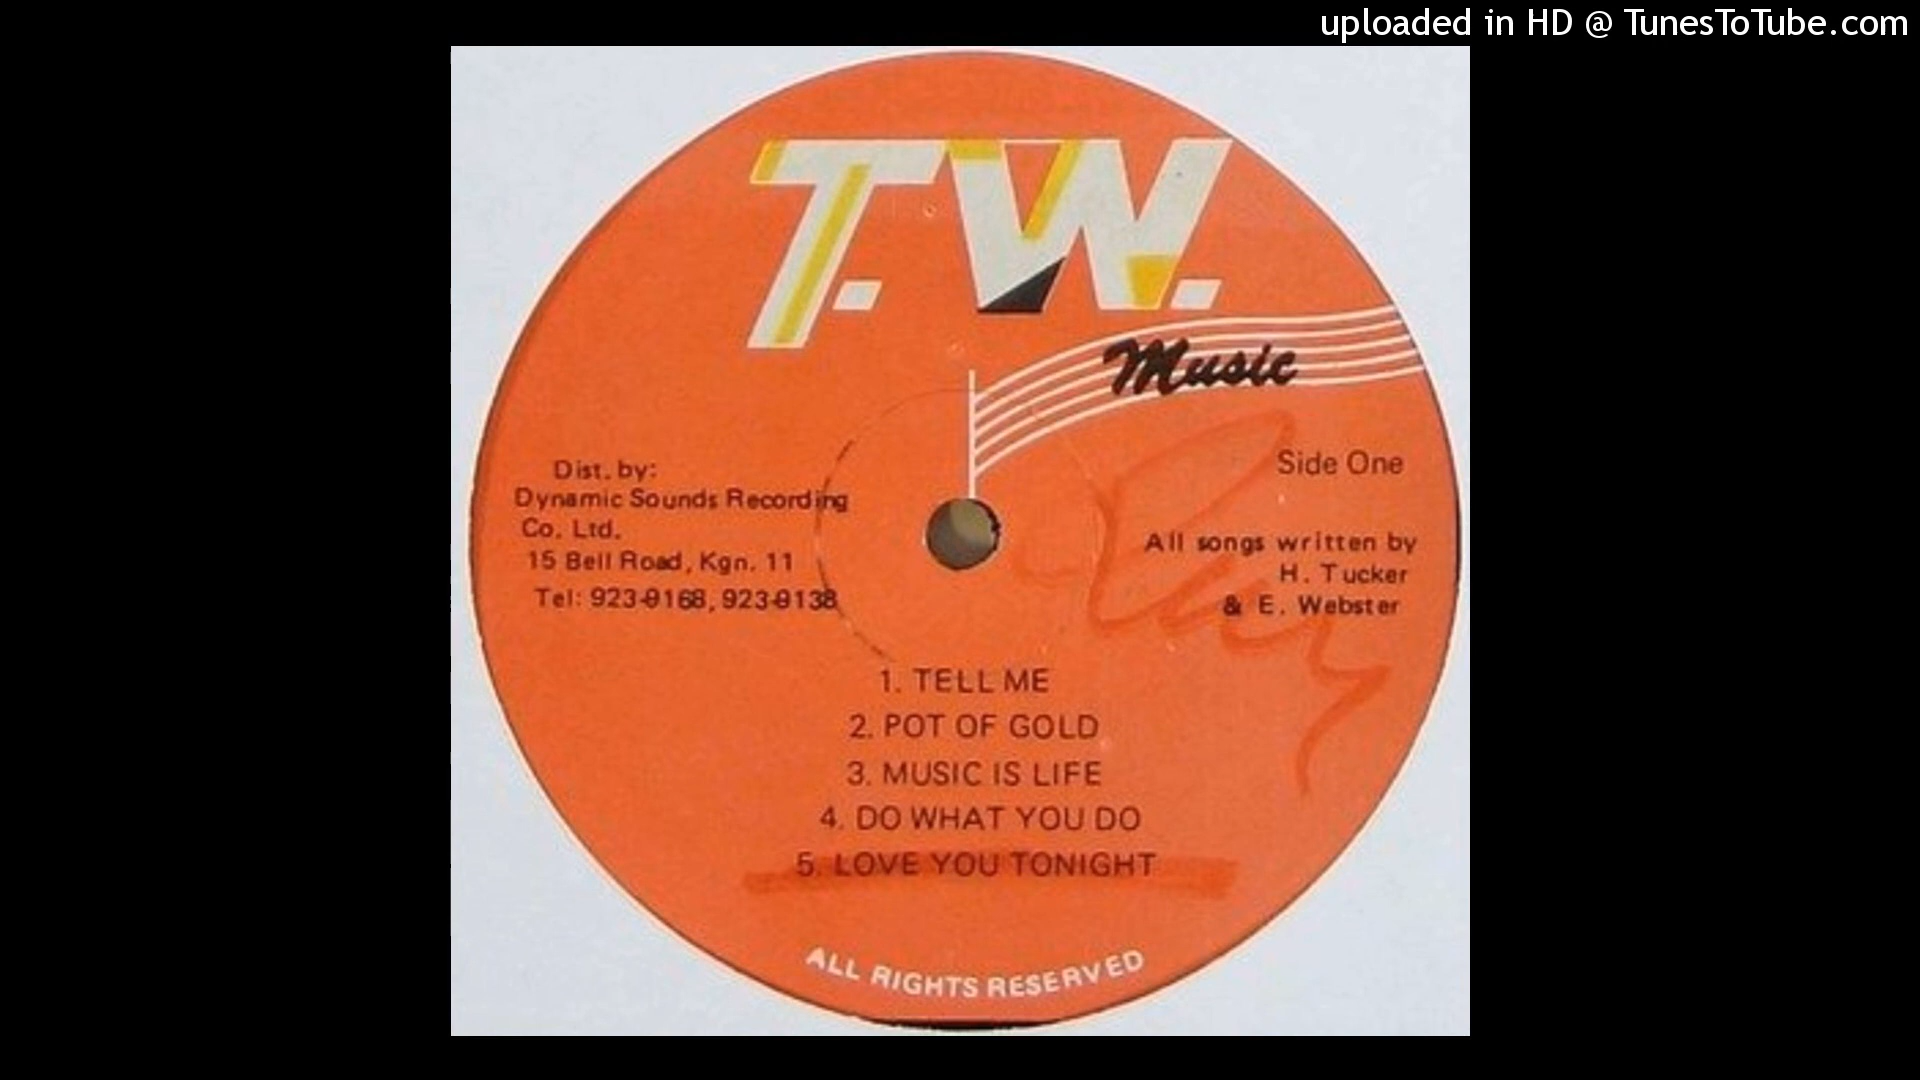 uploaded in HD @ TunesToTube.com
T.W.
Music
Side One
Dist. by:
Dynamic Sounds Recording
Co. Ltd.
15 Bell Road, Kgn. 11
Tel: 923-9168, 923-9138
All songs written by
H. Tucker
& E. Webster
1. TELL ME
2. POT OF GOLD
3. MUSIC IS LIFE
4. DO WHAT YOU DO
5. LOVE YOU TONIGHT
ALL RIGHTS RESERVED